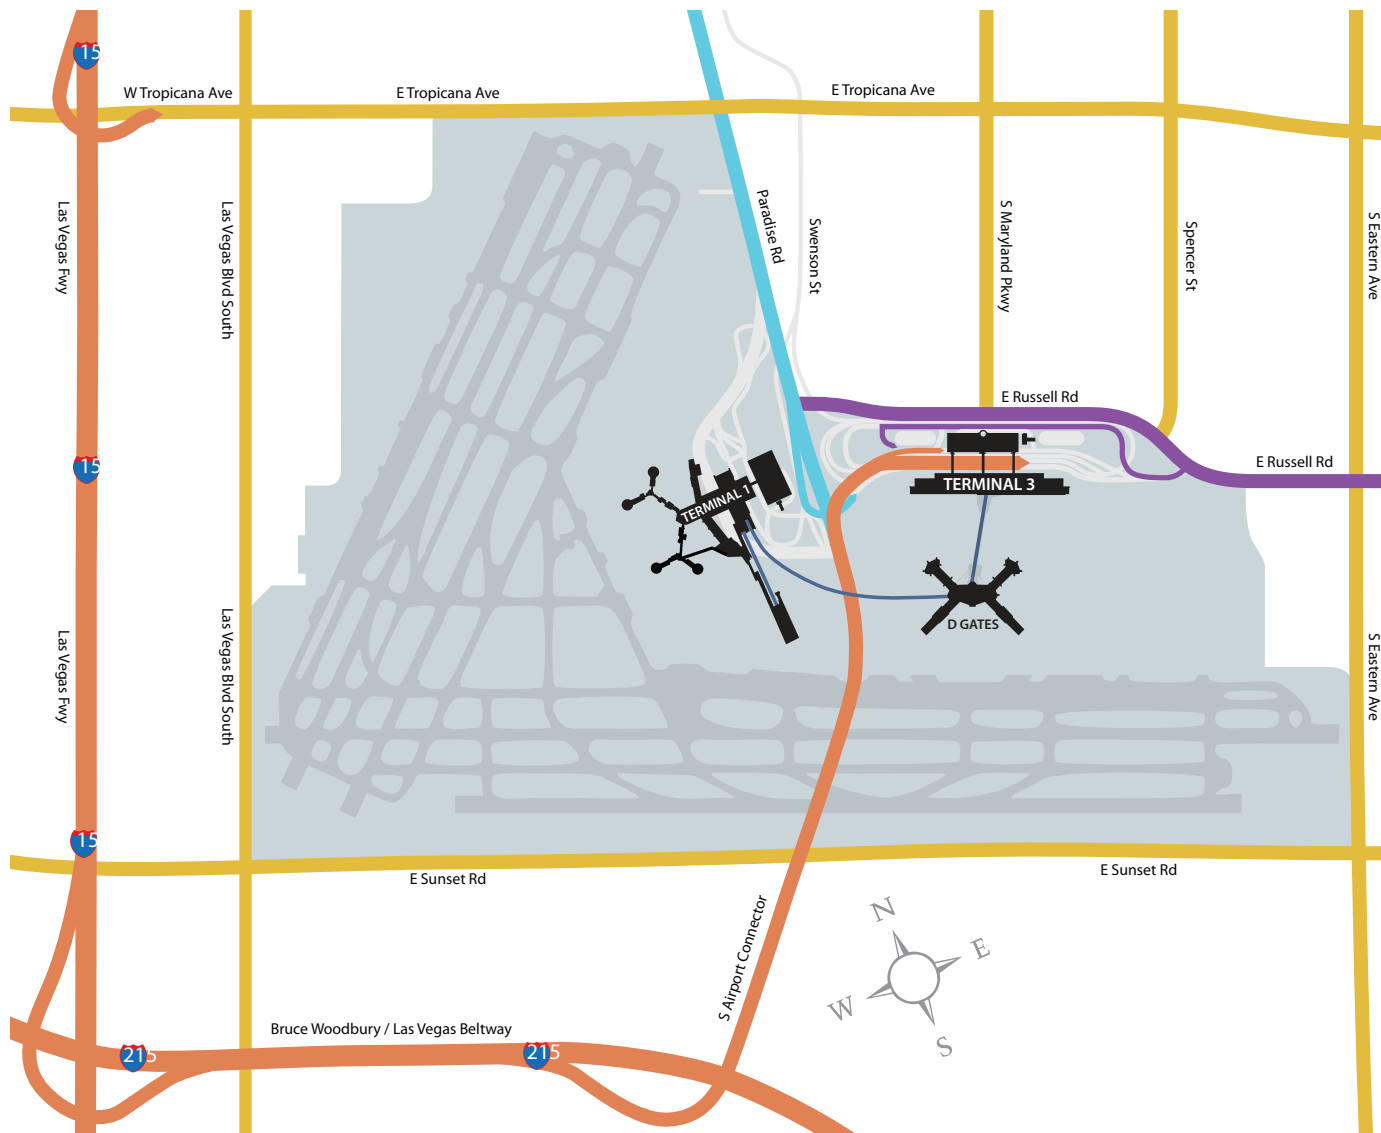 15
W Tropicana Ave
E Tropicana Ave
E Tropicana Ave
Las Vegas Fwy
Las Vegas Blvd South
Paradise Rd
Swenson St
S Maryland Pkwy
Spencer St
S Eastern Ave
E Russell Rd
E Russell Rd
15
TERMINAL 1
TERMINAL 3
D GATES
Las Vegas Fwy
Las Vegas Blvd South
S Eastern Ave
15
E Sunset Rd
E Sunset Rd
S Airport Connector
N
E
W
S
Bruce Woodbury / Las Vegas Beltway
215
215